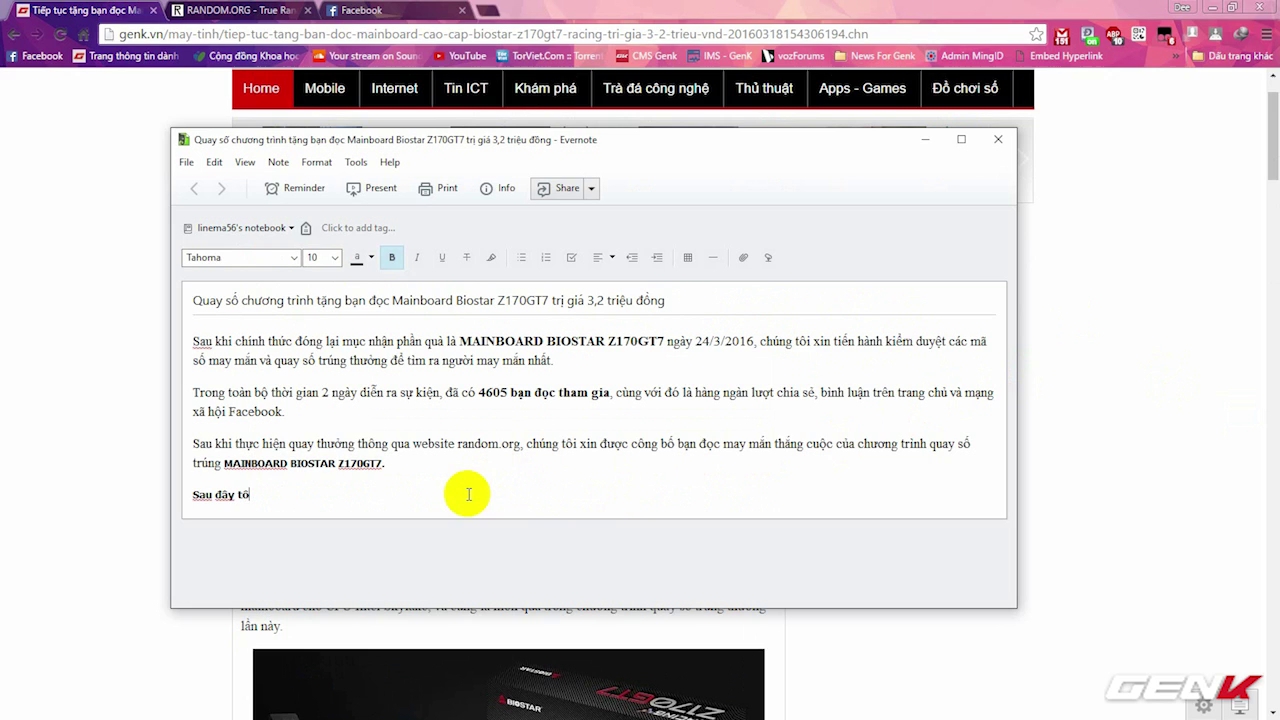 Tiếp tục tặng bạn đọc Ma
RANDOM.ORG - True Ran
Facebook
Dee
genk.vn/may-tinh/tiep-tuc-tang-ban-doc-mainboard-cao-cap-biostar-z170gt7-racing-tri-gia-3-2-trieu-vnd-20160318154306194.chn
Facebook Trang thông tin dành Cộng đồng Khoa học Your stream on Soun YouTube TorViet.Com :: Torren CMS Genk IMS - GenK vozForums News For Genk Admin MingID Embed Hyperlink » Dấu trang khác
Home Mobile Internet Tin ICT Khám phá Trà đá công nghệ Thủ thuật Apps - Games Đồ chơi số
Quay số chương trình tặng bạn đọc Mainboard Biostar Z170GT7 trị giá 3,2 triệu đồng - Evernote
File Edit View Note Format Tools Help
Reminder Present Print Info Share
linema56's notebook Click to add tag...
Tahoma 10 a B I U T
Quay số chương trình tặng bạn đọc Mainboard Biostar Z170GT7 trị giá 3,2 triệu đồng
Sau khi chính thức đóng lại mục nhận phần quà là MAINBOARD BIOSTAR Z170GT7 ngày 24/3/2016, chúng tôi xin tiến hành kiểm duyệt các mã
số may mắn và quay số trúng thưởng để tìm ra người may mắn nhất.
Trong toàn bộ thời gian 2 ngày diễn ra sự kiện, đã có 4605 bạn đọc tham gia, cùng với đó là hàng ngàn lượt chia sẻ, bình luận trên trang chủ và mạng
xã hội Facebook.
Sau khi thực hiện quay thưởng thông qua website random.org, chúng tôi xin được công bố bạn đọc may mắn thắng cuộc của chương trình quay số
trúng MAINBOARD BIOSTAR Z170GT7.
Sau đây tô
lần này.
BIOSTAR
BIOSTAR
Z170GT7
GENK